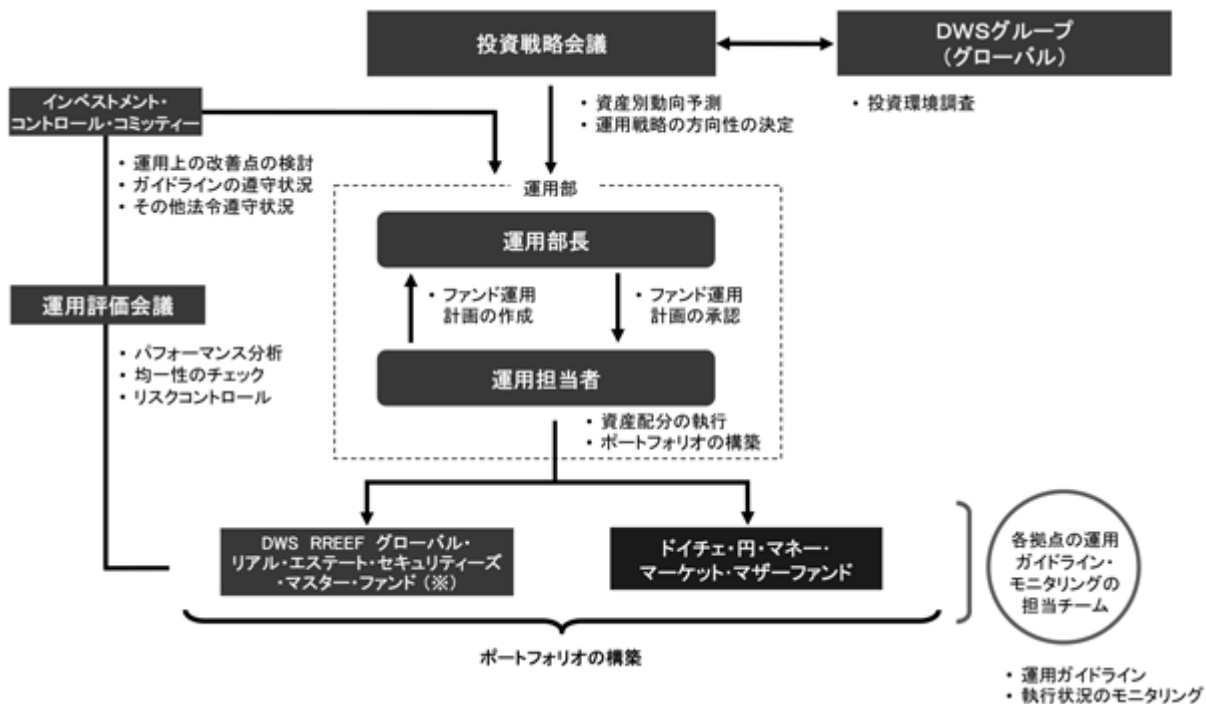 投資戦略会議
DWSグループ
（グローバル）
・投資環境調査
・資産別動向予測
・運用戦略の方向性の決定
インベストメント・
コントロール・コミッティー
・運用上の改善点の検討
・ガイドラインの遵守状況
・その他法令遵守状況
運用部
運用部長
・ファンド運用
計画の作成
・ファンド運用
計画の承認
運用評価会議
・パフォーマンス分析
・均一性のチェック
・リスクコントロール
運用担当者
・資産配分の執行
・ポートフォリオの構築
DWS RREEF グローバル・
リアル・エステート・セキュリティーズ
・マスター・ファンド（※）
ドイチェ・円・マネー・
マーケット・マザーファンド
各拠点の運用
ガイドライン・
モニタリングの
担当チーム
ポートフォリオの構築
・運用ガイドライン
・執行状況のモニタリング